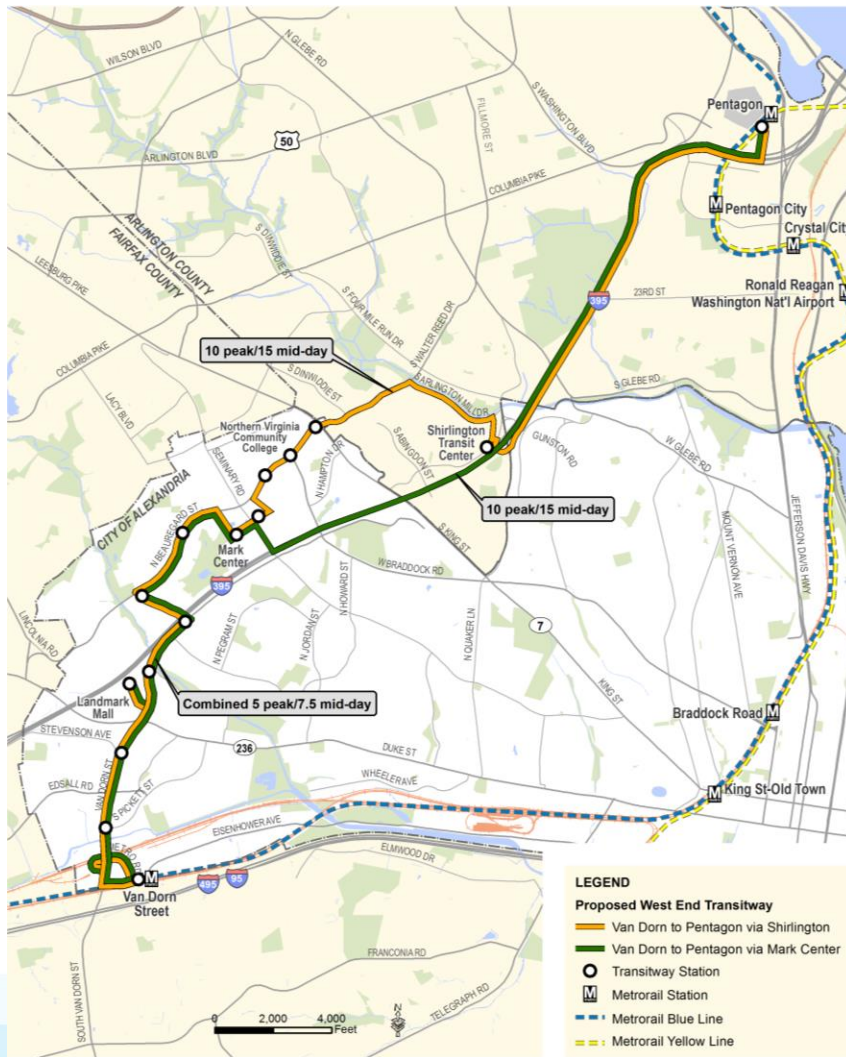 WILSON BLVD
N GLEBE RD
S WASHINGTON BLVD
Pentagon
50
FILLMORE ST
ARLINGTON BLVD
COLUMBIA PIKE
Pentagon City
Crystal City
ARLINGTON COUNTY
FAIRFAX COUNTY
S DINWIDDIE ST
LEESBURG PIKE
Ronald Reagan
Washington Nat'l Airport
S FOUR MILE RUN DR
S WALTER REED DR
23RD ST
395
10 peak/15 mid-day
COLUMBIA PIKE
S DINWIDDIE ST
S ARLINGTON MILL DR
S GLEBE RD
LACY BLVD
Northern Virginia
Community
College
Shirlington
Transit
Center
SEMINARY RD
N HAMPTON DR
S ABINGDON ST
GUNSTON RD
W GLEBE RD
CITY OF ALEXANDRIA
10 peak/15 mid-day
N BEAUREGARD ST
Mark
Center
S KING ST
MOUNT VERNON AVE
JEFFERSON DAVIS HWY
395
W BRADDOCK RD
N HOWARD ST
LINCOLNIA RD
N PEGRAM ST
N JORDAN ST
N QUAKER LN
7
KING ST
Landmark
Mall
Combined 5 peak/7.5 mid-day
STEVENSON AVE
236
DUKE ST
Braddock Road
EDSALL RD
VAN DORN ST
S PICKETT ST
WHEELER AVE
King St-Old Town
EISENHOWER AVE
METRO RD
ELMWOOD DR
Van Dorn
Street
495
95
SOUTH VAN DORN ST
FRANCONIA RD
TELEGRAPH RD
0 2,000 4,000
Feet
LEGEND
Proposed West End Transitway
Van Dorn to Pentagon via Shirlington
Van Dorn to Pentagon via Mark Center
Transitway Station
M Metrorail Station
Metrorail Blue Line
Metrorail Yellow Line